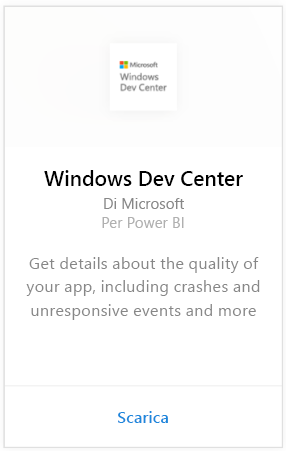 Microsoft
Windows
Dev Center
Windows Dev Center
Di Microsoft
Per Power BI
Get details about the quality of
your app, including crashes and
unresponsive events and more
Scarica